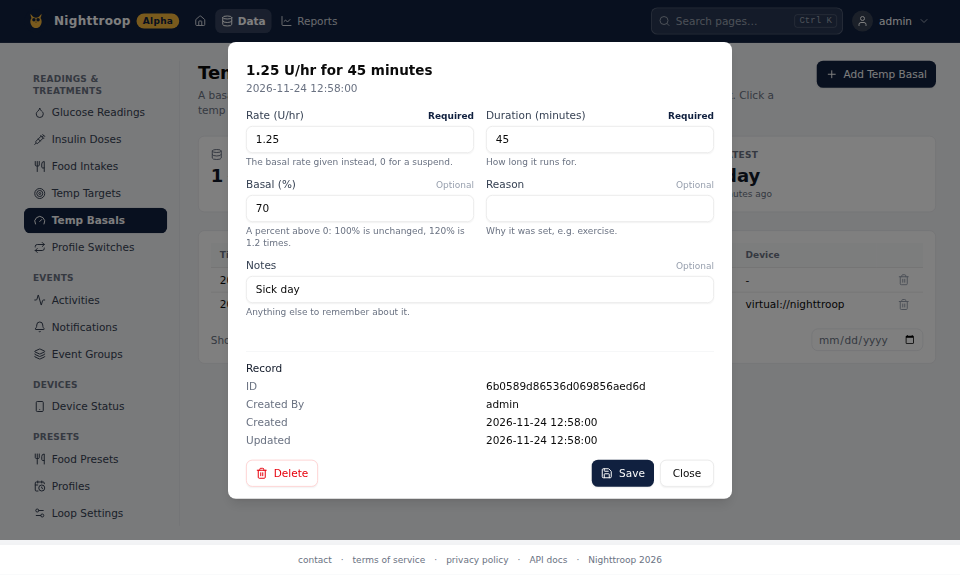 Nighttroop Alpha Data Reports Search pages... Ctrl K admin
READINGS &
TREATMENTS
Glucose Readings
Insulin Doses
Food Intakes
Temp Targets
Temp Basals
Profile Switches
EVENTS
Activities
Notifications
Event Groups
DEVICES
Device Status
PRESETS
Food Presets
Profiles
Loop Settings
Add Temp Basal
A bas
. Click a
temp
1
minutes ago
Device
-
virtual://nighttroop
mm/dd/yyyy
1.25 U/hr for 45 minutes
2026-11-24 12:58:00
Rate (U/hr) Required
1.25
The basal rate given instead, 0 for a suspend.
Duration (minutes) Required
45
How long it runs for.
Basal (%) Optional
70
A percent above 0: 100% is unchanged, 120% is
1.2 times.
Reason Optional
Why it was set, e.g. exercise.
Notes Optional
Sick day
Anything else to remember about it.
Record
ID 6b0589d86536d069856aed6d
Created By admin
Created 2026-11-24 12:58:00
Updated 2026-11-24 12:58:00
Delete Save Close
contact · terms of service · privacy policy · API docs · Nighttroop 2026